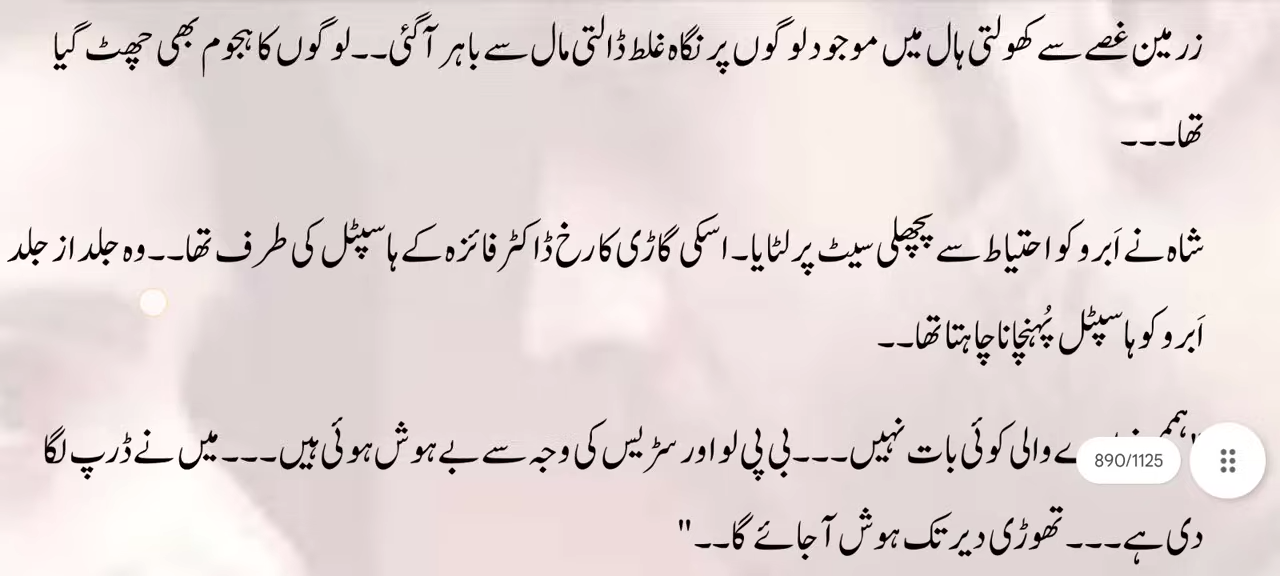 زرمین غصے سے کھولتی ہال میں موجود لوگوں پر نگاہ غلط ڈالتی مال سے باہر آگئی۔۔لوگوں کا ہجوم بھی چھٹ گیا
تھا۔۔۔
شاہ نے اَبرو کو احتیاط سے پچھلی سیٹ پر لٹایا۔اسکی گاڑی کا رخ ڈاکٹر فائزہ کے ہاسپٹل کی طرف تھا۔۔وہ جلد از جلد
اَبرو کو ہاسپٹل پُہنچانا چاہتا تھا۔۔
"ہممم والی کوئی بات نہیں۔۔۔بی پی لو اور سڑیس کی وجہ سے بے ہوش ہوئی ہیں۔۔۔میں نے ڈرپ لگا
890/1125
دی ہے۔۔۔تھوڑی دیر تک ہوش آ جائے گا۔۔"